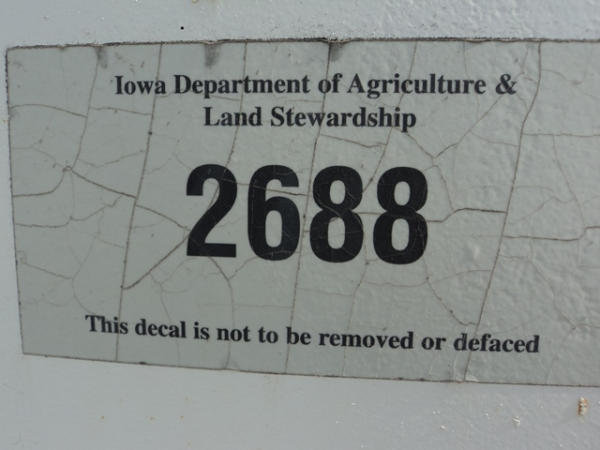 Iowa Department of Agriculture &
Land Stewardship
2688
This decal is not to be removed or defaced